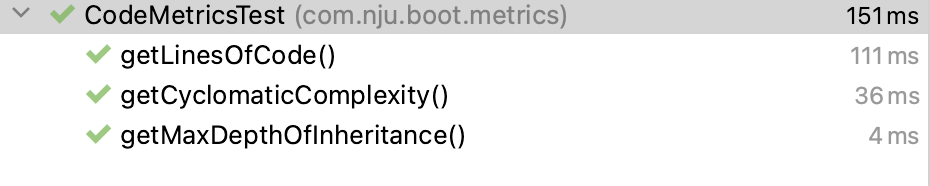 CodeMetricsTest (com.nju.boot.metrics) 151 ms
getLinesOfCode() 111 ms
getCyclomaticComplexity() 36 ms
getMaxDepthOfInheritance() 4 ms